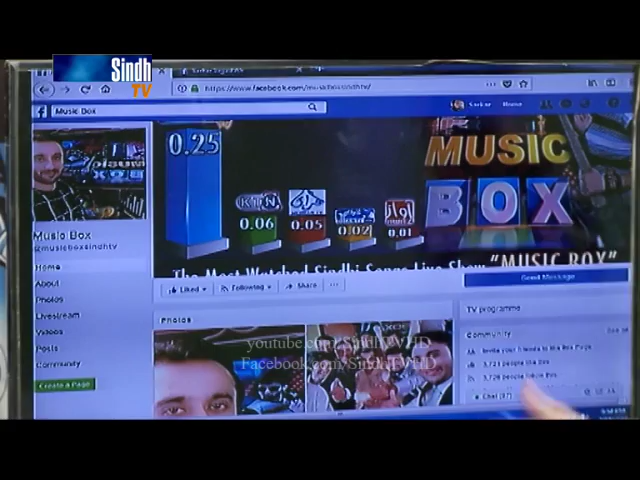 Sindh
TV
https://www.facebook.com/musicboxsindhtv/
Music Box
Sarkar Home
0.25
KTN
0.06
0.05
0.02
آواز
0.01
MUSIC
BOX
The Most Watched Sindhi Songs Live Show "MUSIC BOX"
Music Box
@musicboxsindhtv
Home
About
Photos
Livestream
Videos
Posts
Community
Create a Page
Liked Following Share ...
Send Message
Photos
TV programme
Community
See All
youtube.com/SindhTVHD
Facebook.com/SindhTVHD
Chat